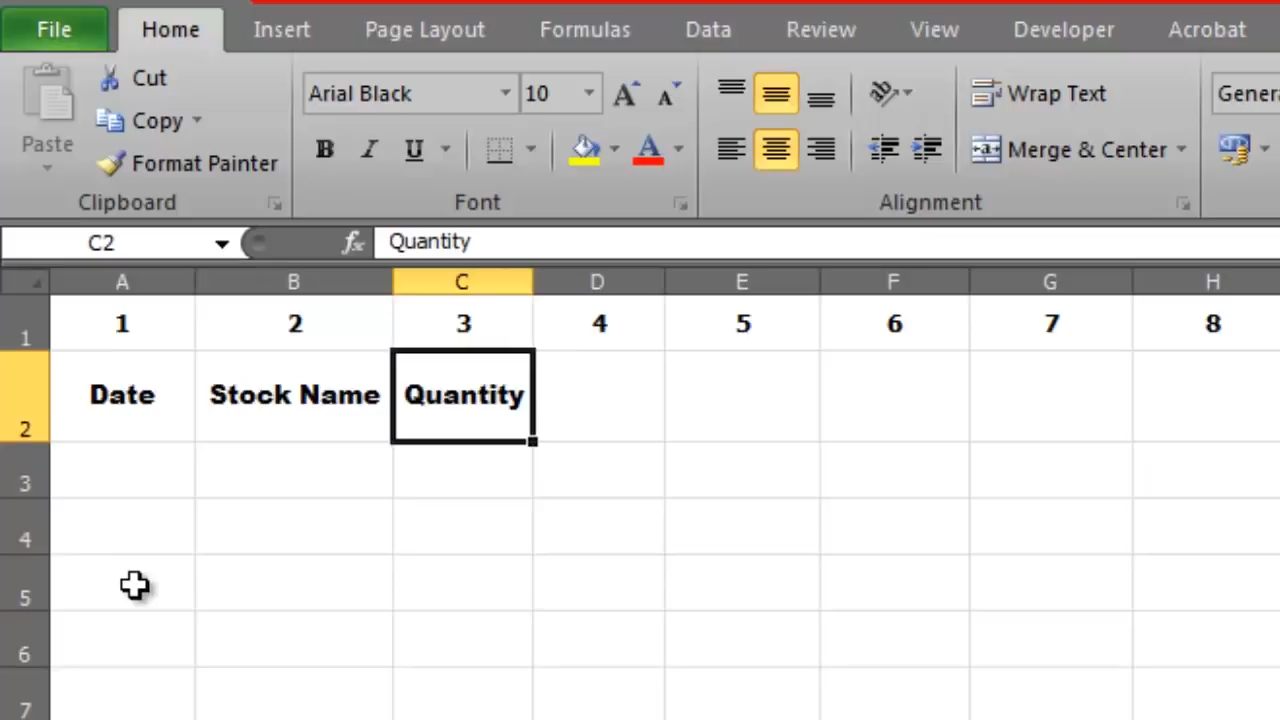 File Home Insert Page Layout Formulas Data Review View Developer Acrobat
Paste
Cut
Copy
Format Painter
Clipboard
Arial Black 10 A A
B I U A
Font
Wrap Text
Merge & Center
Alignment
Genera
C2 fx Quantity
A B C D E F G H
1 1 2 3 4 5 6 7 8
2 Date Stock Name Quantity
3
4
5
6
7